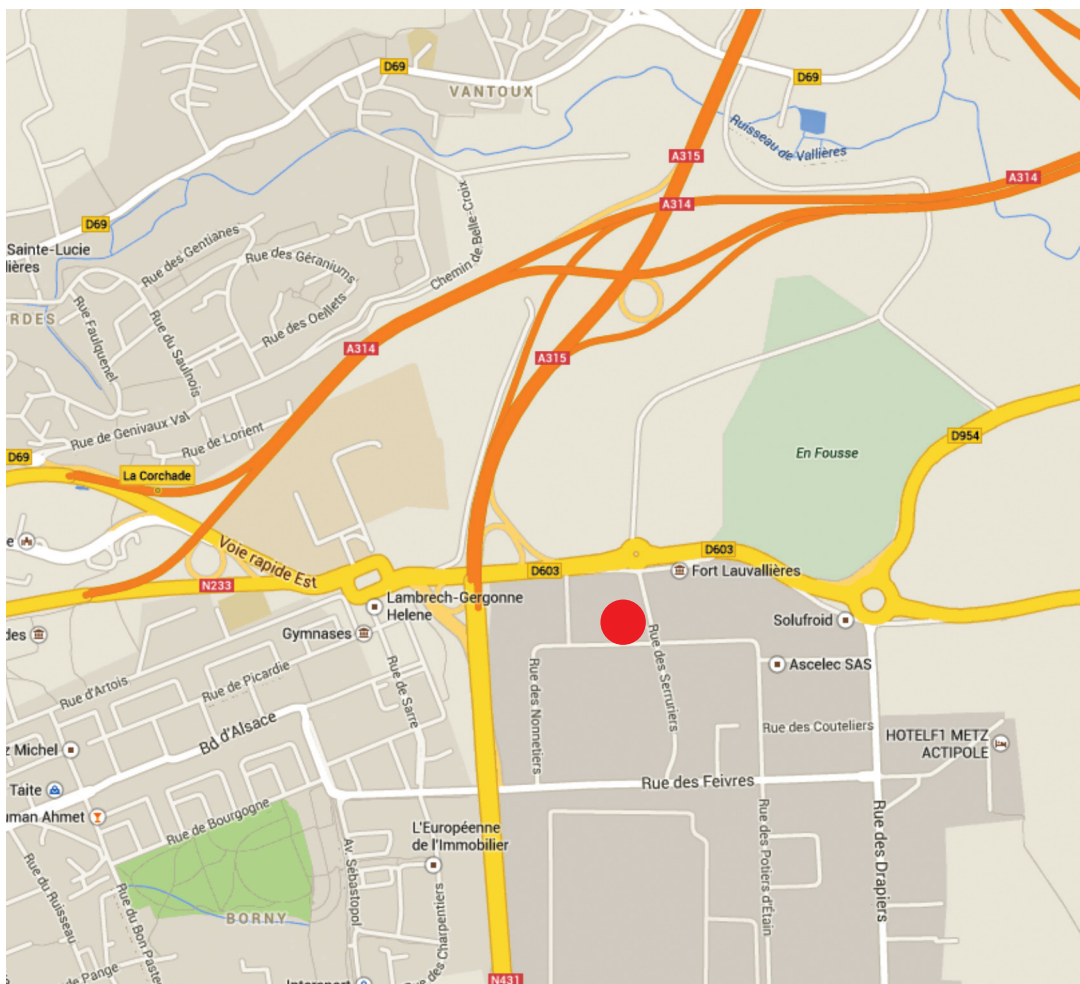 D69
VANTOUX
D69
Ruisseau de Vallières
A315
A314
A314
D69
Sainte-Lucie
Rue des Gentianes
Rue des Géraniums
Chemin de Belle-Croix
Rue des Oeillets
Rue Faulquenel
Rue du Saulnois
A314
A315
Rue de Genivaux Val
Rue de Lorient
D69
La Corchade
D954
En Fousse
Voie rapide Est
N233
D603
D603
Fort Lauvallières
Lambrech-Gergonne
Helene
Gymnases
Solufroid
Ascelec SAS
Rue d'Artois
Rue de Picardie
Rue de Sarre
Rue des Nonnetiers
Rue des Serruriers
Rue des Couteliers
Bd d'Alsace
HOTELF1 METZ
ACTIPOLE
Michel
Taite
Ahmet
Rue des Feivres
Rue de Bourgogne
L'Européenne
de l'Immobilier
Av. Sébastopol
Rue des Potiers d'Étain
Rue des Drapiers
Rue du Ruisseau
Rue du Bon Paste
BORNY
des Charpentiers
de Pange
Intersport
N431